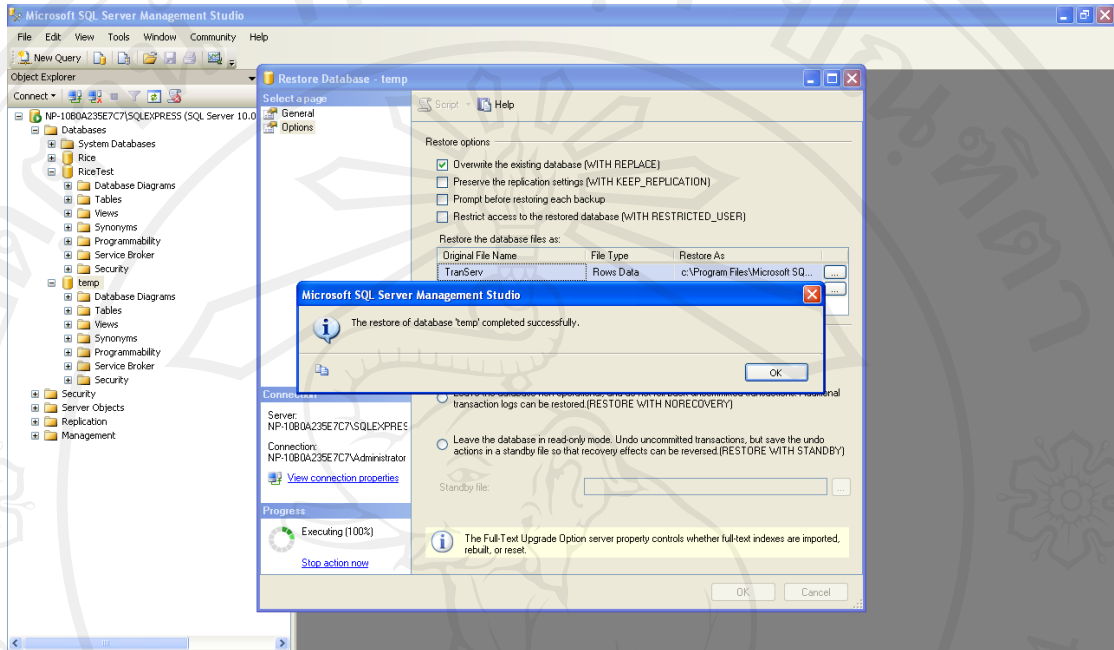 Microsoft SQL Server Management Studio
File Edit View Tools Window Community Help
New Query
Object Explorer
Connect
NP-10B0A235E7C7\SQLEXPRESS (SQL Server 10.0
Databases
System Databases
Rice
RiceTest
Database Diagrams
Tables
Views
Synonyms
Programmability
Service Broker
Security
temp
Database Diagrams
Tables
Views
Synonyms
Programmability
Service Broker
Security
Security
Server Objects
Replication
Management
Restore Database - temp
Select a page
General
Options
Script Help
Restore options
Overwrite the existing database (WITH REPLACE)
Preserve the replication settings (WITH KEEP_REPLICATION)
Prompt before restoring each backup
Restrict access to the restored database (WITH RESTRICTED_USER)
Restore the database files as:
Original File Name File Type Restore As
TranServ Rows Data c:\Program Files\Microsoft SQ... ...
...
Microsoft SQL Server Management Studio
The restore of database 'temp' completed successfully.
OK
Connection
transaction logs can be restored.(RESTORE WITH NORECOVERY)
Leave the database in read-only mode. Undo uncommitted transactions, but save the undo
actions in a standby file so that recovery effects can be reversed.(RESTORE WITH STANDBY)
Standby file:
...
Server:
NP-10B0A235E7C7\SQLEXPRES
Connection:
NP-10B0A235E7C7\Administrator
View connection properties
Progress
Executing (100%)
Stop action now
The Full-Text Upgrade Option server property controls whether full-text indexes are imported,
rebuilt, or reset.
OK Cancel